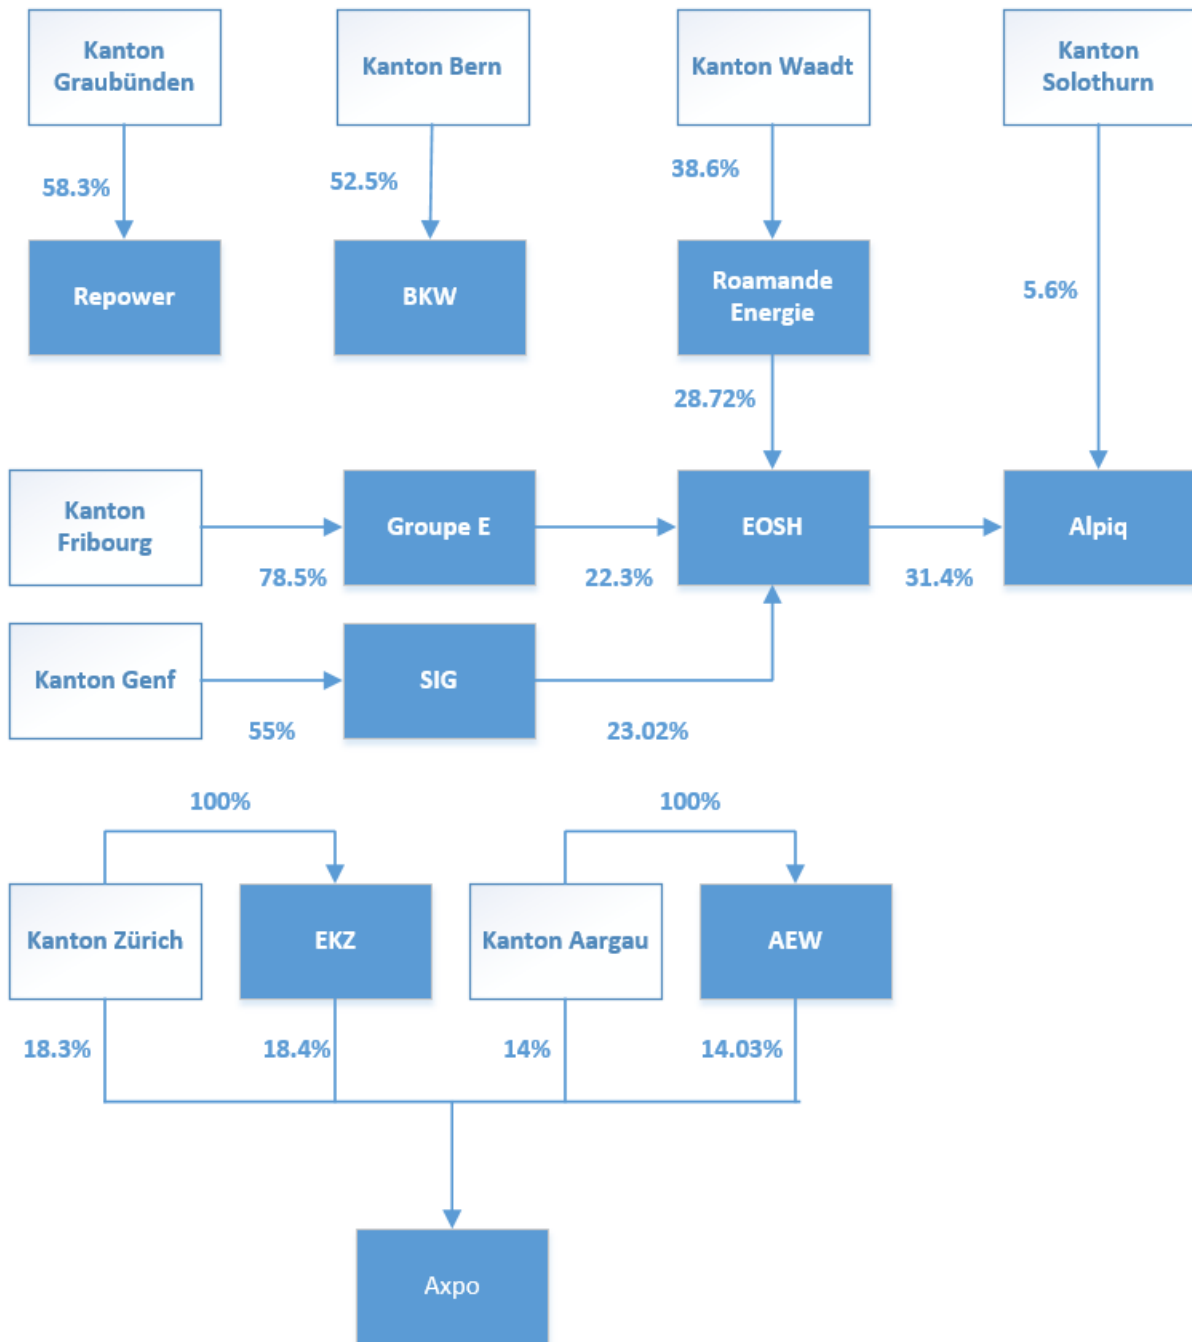 Kanton
Graubünden
Kanton Bern
Kanton Waadt
Kanton
Solothurn
58.3%
52.5%
38.6%
5.6%
Repower
BKW
Roamande
Energie
28.72%
Kanton
Fribourg
78.5%
Groupe E
22.3%
EOSH
31.4%
Alpiq
Kanton Genf
55%
SIG
23.02%
100%
100%
Kanton Zürich
EKZ
Kanton Aargau
AEW
18.3%
18.4%
14%
14.03%
Axpo